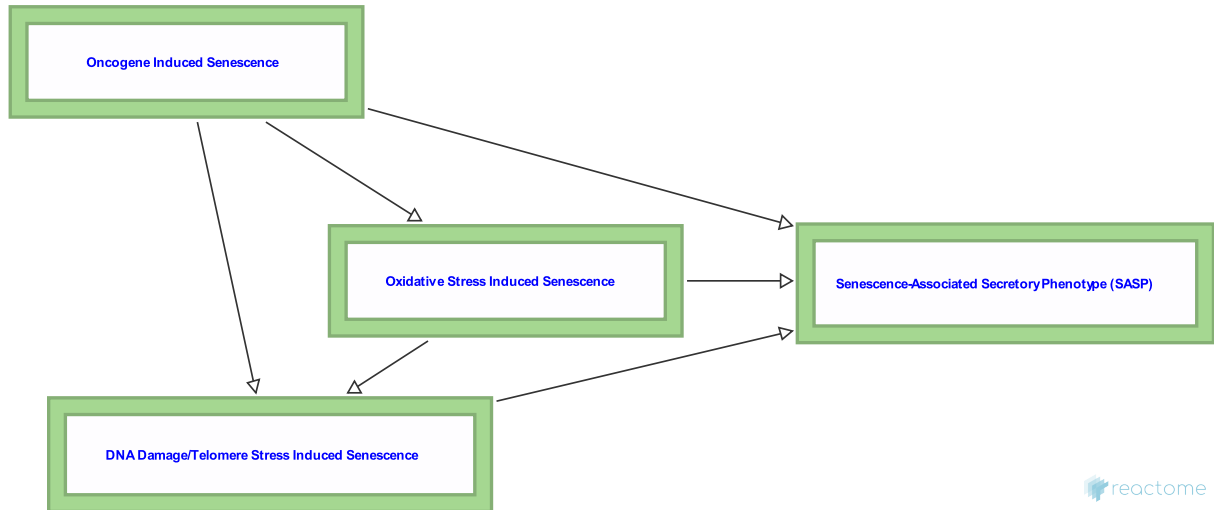 Oncogene Induced Senescence
Oxidative Stress Induced Senescence
Senescence-Associated Secretory Phenotype (SASP)
DNA Damage/Telomere Stress Induced Senescence
reactome